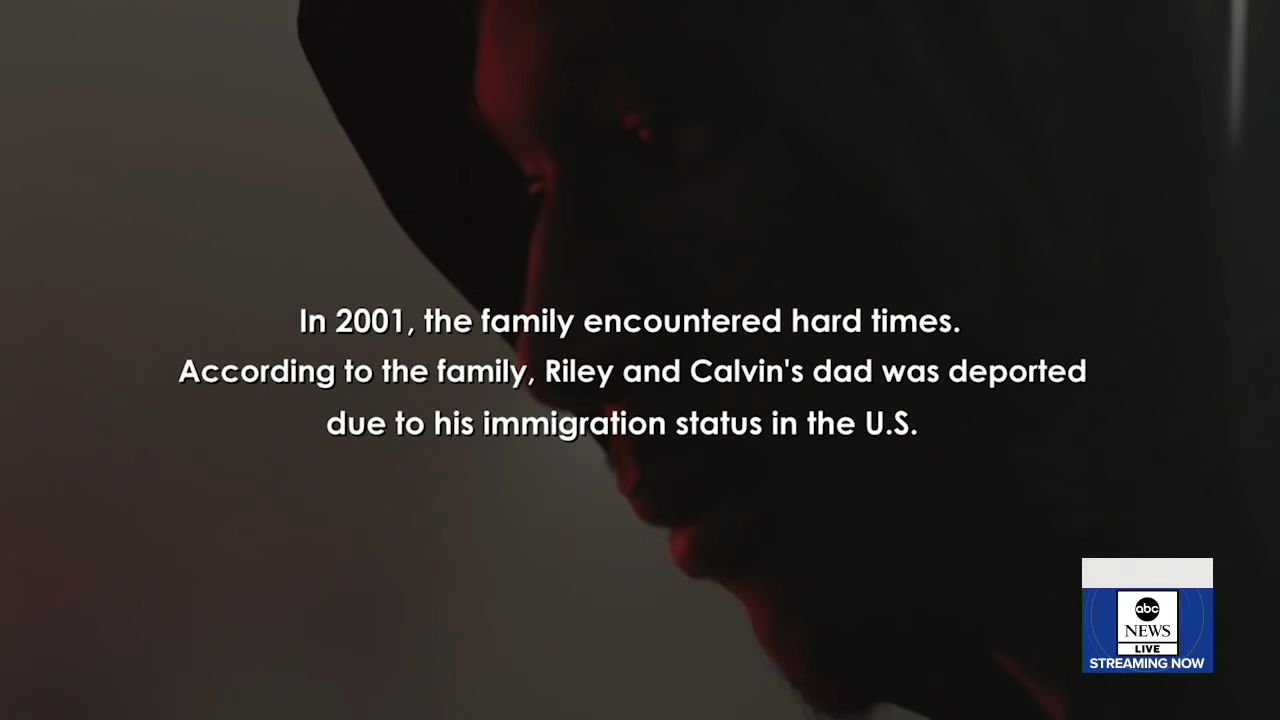 In 2001, the family encountered hard times.
According to the family, Riley and Calvin's dad was deported
due to his immigration status in the U.S.
abc
NEWS
LIVE
STREAMING NOW